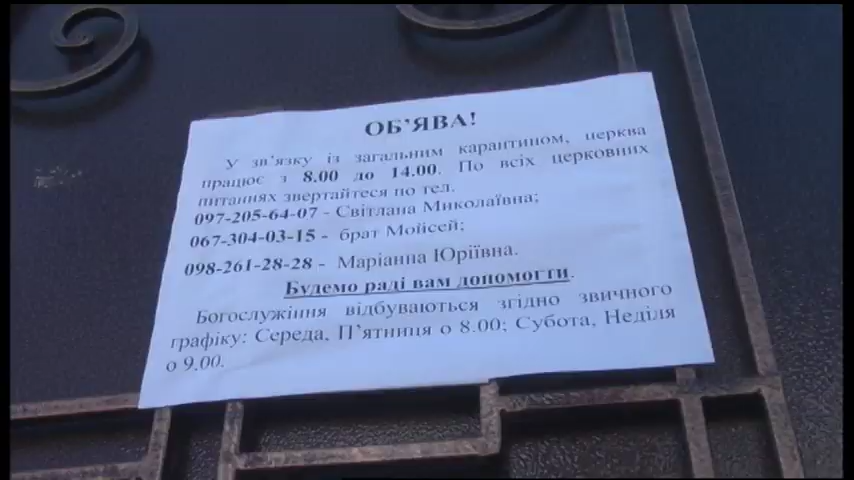 ОБ’ЯВА!
У зв’язку із загальним карантином, церква
працює з 8.00 до 14.00. По всіх церковних
питаннях звертайтеся по тел.
097-205-64-07 - Світлана Миколаївна;
067-304-03-15 - брат Мойсей;
098-261-28-28 - Маріанна Юріївна.
Будемо раді вам допомогти.
Богослужіння відбуваються згідно звичного
графіку: Середа, П’ятниця о 8.00; Субота, Неділя
о 9.00.